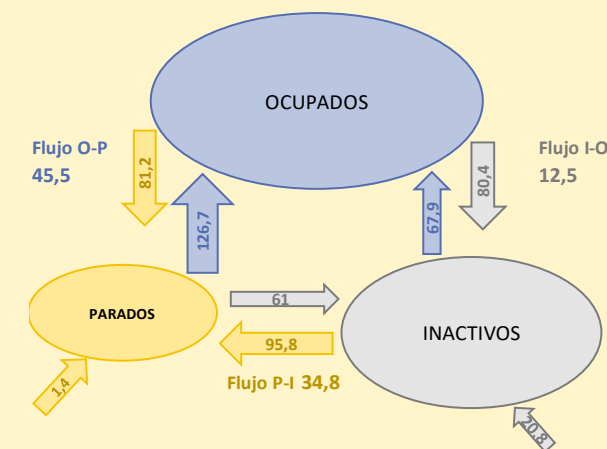 OCUPADOS
Flujo O-P
45,5
81,2
126,7
67,9
80,4
Flujo I-O
12,5
PARADOS
61
95,8
INACTIVOS
Flujo P-I 34,8
1,4
20,8